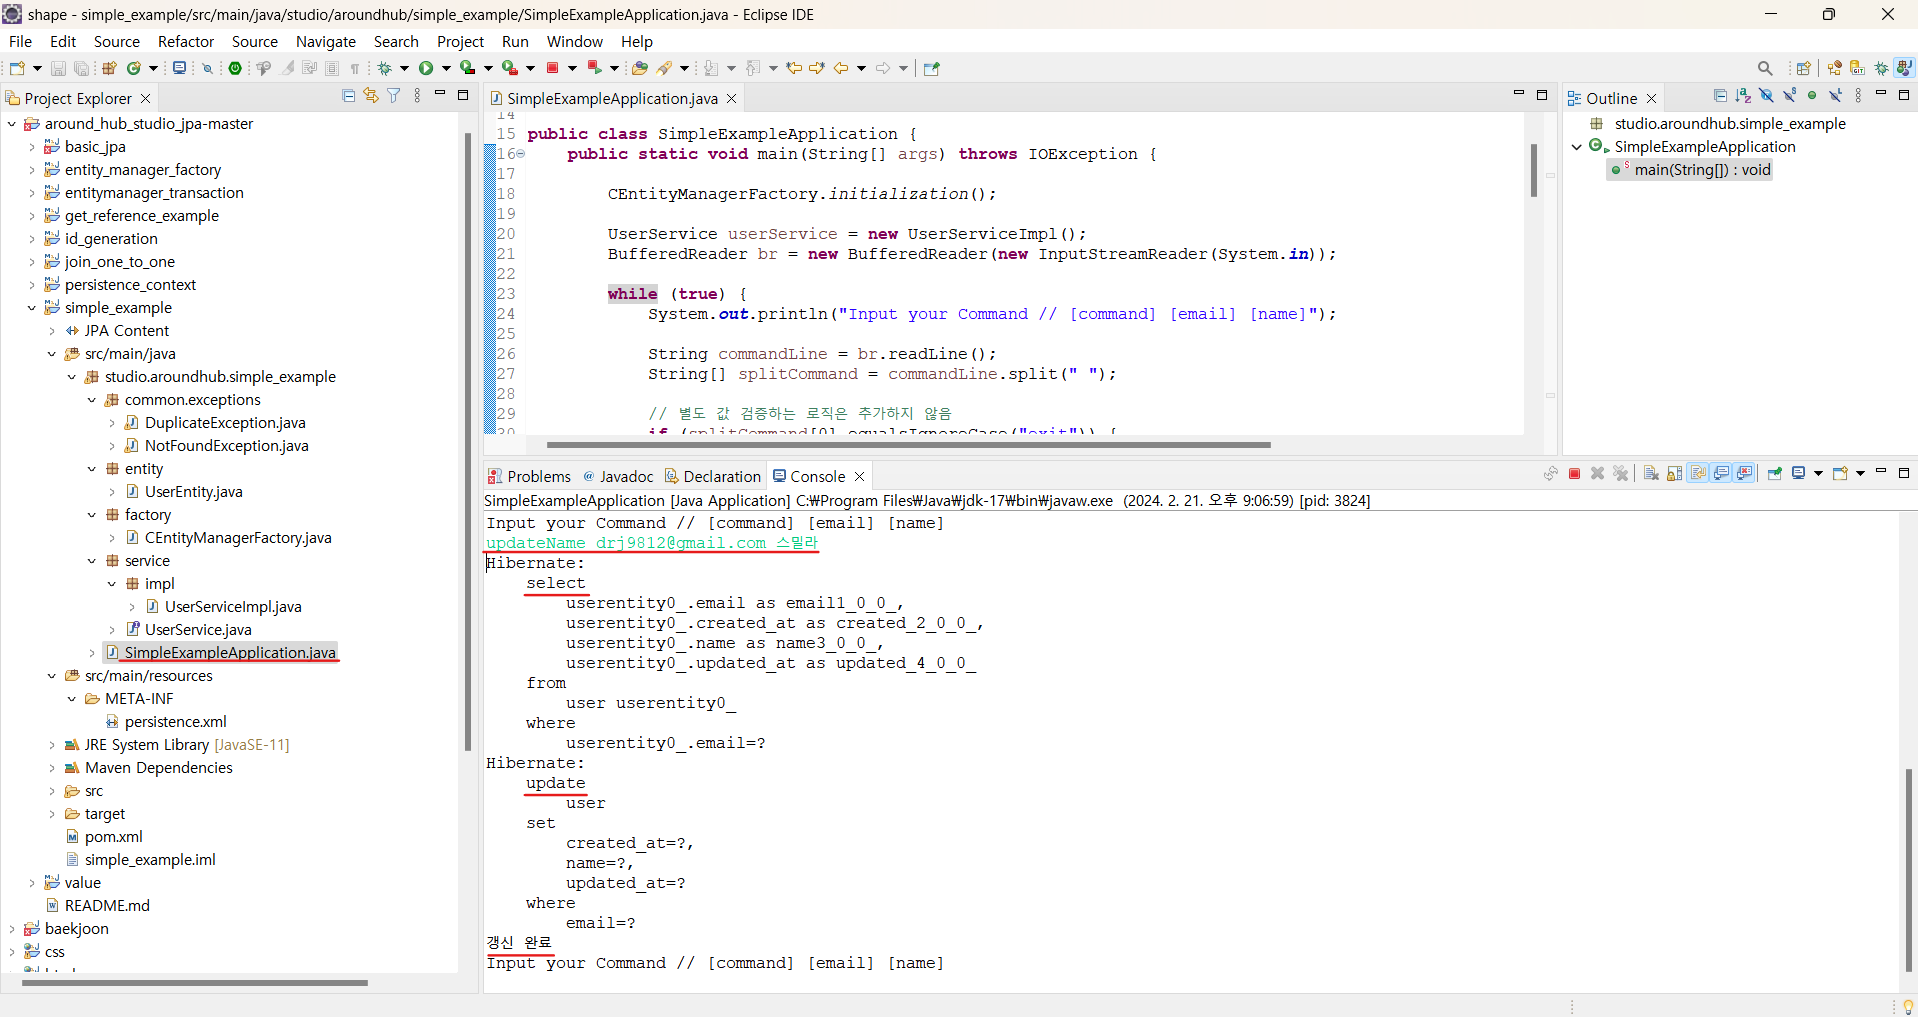 shape - simple_example/src/main/java/studio/aroundhub/simple_example/SimpleExampleApplication.java - Eclipse IDE
File Edit Source Refactor Source Navigate Search Project Run Window Help
Project Explorer
around_hub_studio_jpa-master
basic_jpa
entity_manager_factory
entitymanager_transaction
get_reference_example
id_generation
join_one_to_one
persistence_context
simple_example
JPA Content
src/main/java
studio.aroundhub.simple_example
common.exceptions
DuplicateException.java
NotFoundException.java
entity
UserEntity.java
factory
CEntityManagerFactory.java
service
impl
UserServiceImpl.java
UserService.java
SimpleExampleApplication.java
src/main/resources
META-INF
persistence.xml
JRE System Library [JavaSE-11]
Maven Dependencies
src
target
pom.xml
simple_example.iml
value
README.md
baekjoon
css
SimpleExampleApplication.java
14
15 public class SimpleExampleApplication {
16 public static void main(String[] args) throws IOException {
17
18 CEntityManagerFactory.initialization();
19
20 UserService userService = new UserServiceImpl();
21 BufferedReader br = new BufferedReader(new InputStreamReader(System.in));
22
23 while (true) {
24 System.out.println("Input your Command // [command] [email] [name]");
25
26 String commandLine = br.readLine();
27 String[] splitCommand = commandLine.split(" ");
28
29 // 별도 값 검증하는 로직은 추가하지 않음
30 if (splitCommand[0].equalsIgnoreCase("exit")) {
Outline
studio.aroundhub.simple_example
SimpleExampleApplication
main(String[]) : void
Problems Javadoc Declaration Console
SimpleExampleApplication [Java Application] C:₩Program Files₩Java₩jdk-17₩bin₩javaw.exe (2024. 2. 21. 오후 9:06:59) [pid: 3824]
Input your Command // [command] [email] [name]
updateName drj9812@gmail.com 스밀라
Hibernate:
select
userentity0_.email as email1_0_0_,
userentity0_.created_at as created_2_0_0_,
userentity0_.name as name3_0_0_,
userentity0_.updated_at as updated_4_0_0_
from
user userentity0_
where
userentity0_.email=?
Hibernate:
update
user
set
created_at=?,
name=?,
updated_at=?
where
email=?
갱신 완료
Input your Command // [command] [email] [name]